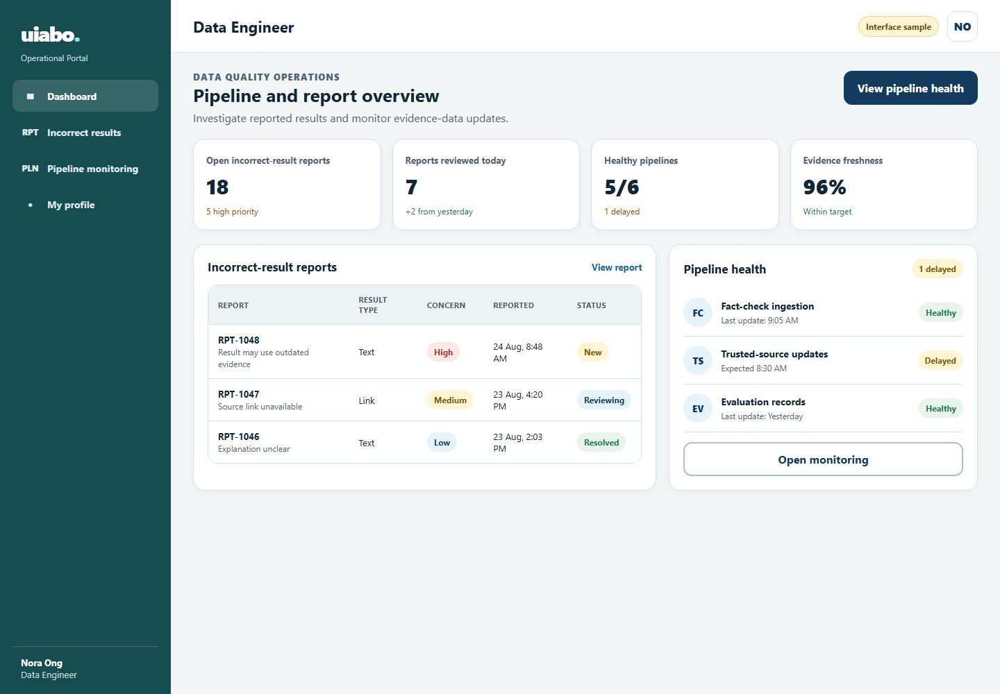 uiabo.
Operational Portal
Dashboard
RPT Incorrect results
PLN Pipeline monitoring
My profile
Nora Ong
Data Engineer
Data Engineer
Interface sample
NO
DATA QUALITY OPERATIONS
Pipeline and report overview
Investigate reported results and monitor evidence-data updates.
View pipeline health
Open incorrect-result reports
18
5 high priority
Reports reviewed today
7
+2 from yesterday
Healthy pipelines
5/6
1 delayed
Evidence freshness
96%
Within target
Incorrect-result reports
View report
REPORT
RESULT
TYPE
CONCERN
REPORTED
STATUS
RPT-1048
Result may use outdated
evidence
Text
High
24 Aug, 8:48
AM
New
RPT-1047
Source link unavailable
Link
Medium
23 Aug, 4:20
PM
Reviewing
RPT-1046
Explanation unclear
Text
Low
23 Aug, 2:03
PM
Resolved
Pipeline health
1 delayed
FC
Fact-check ingestion
Last update: 9:05 AM
Healthy
TS
Trusted-source updates
Expected 8:30 AM
Delayed
EV
Evaluation records
Last update: Yesterday
Healthy
Open monitoring